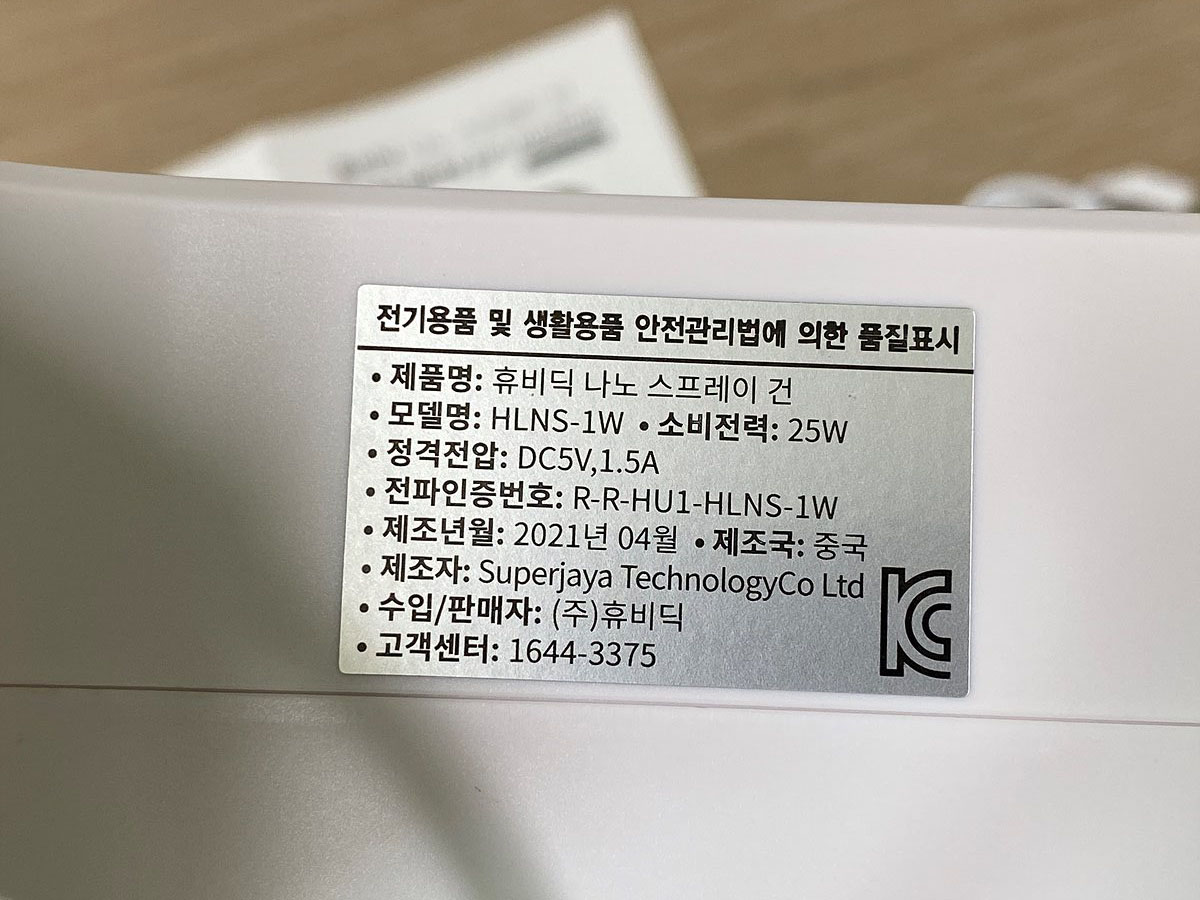 전기용품 및 생활용품 안전관리법에 의한 품질표시
• 제품명: 휴비딕 나노 스프레이 건
• 모델명: HLNS-1W • 소비전력: 25W
• 정격전압: DC5V,1.5A
• 전파인증번호: R-R-HU1-HLNS-1W
• 제조년월: 2021년 04월 • 제조국: 중국
• 제조자: Superjaya TechnologyCo Ltd
• 수입/판매자: (주)휴비딕
• 고객센터: 1644-3375
KC